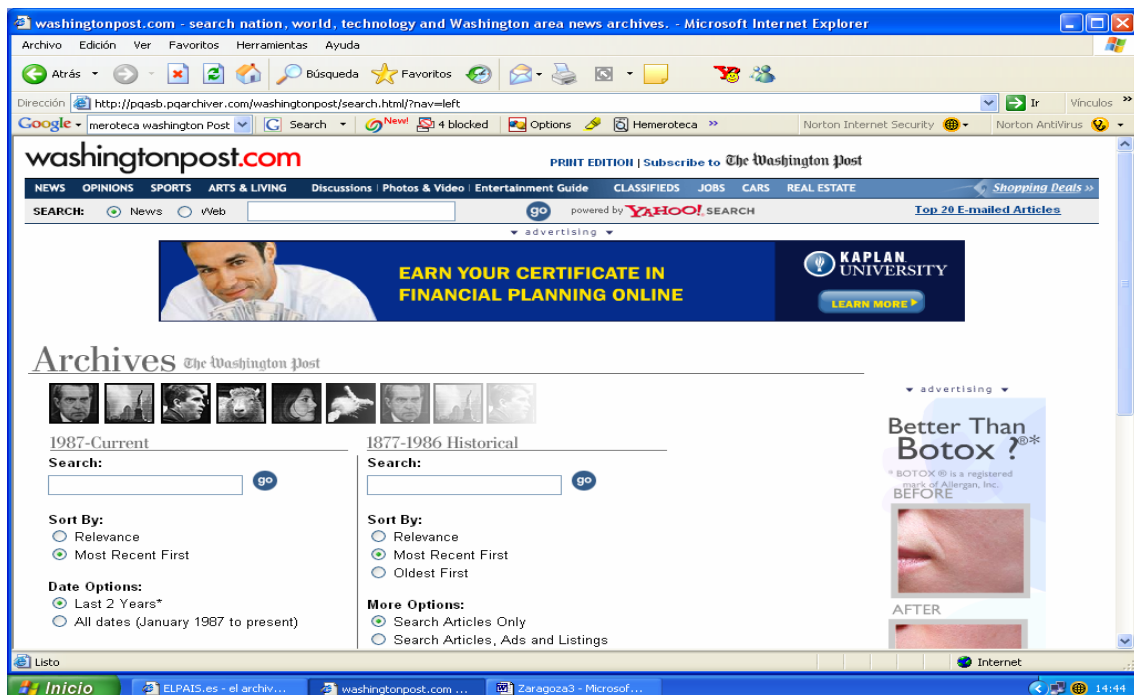 washingtonpost.com - search nation, world, technology and Washington area news archives. - Microsoft Internet Explorer
Archivo Edición Ver Favoritos Herramientas Ayuda
Atrás Búsqueda Favoritos
Dirección http://pqasb.pqarchiver.com/washingtonpost/search.html/?nav=left Ir Vínculos »
Google meroteca washington Post G Search New! 4 blocked Options Hemeroteca » Norton Internet Security Norton AntiVirus
washingtonpost.com PRINT EDITION | Subscribe to The Washington Post
NEWS OPINIONS SPORTS ARTS & LIVING Discussions | Photos & Video | Entertainment Guide CLASSIFIEDS JOBS CARS REAL ESTATE Shopping Deals »
SEARCH: News Web go powered by YAHOO! SEARCH Top 20 E-mailed Articles
advertising
EARN YOUR CERTIFICATE IN
FINANCIAL PLANNING ONLINE
KAPLAN
UNIVERSITY
LEARN MORE
Archives The Washington Post
1987-Current
Search:
go
Sort By:
Relevance
Most Recent First
Date Options:
Last 2 Years*
All dates (January 1987 to present)
1877-1986 Historical
Search:
go
Sort By:
Relevance
Most Recent First
Oldest First
More Options:
Search Articles Only
Search Articles, Ads and Listings
advertising
Better Than
Botox ?®*
* BOTOX ® is a registered
mark of Allergan, Inc.
BEFORE
AFTER
Listo Internet
Inicio ELPAIS.es - el archiv... washingtonpost.com ... Zaragoza3 - Microsof... 14:44